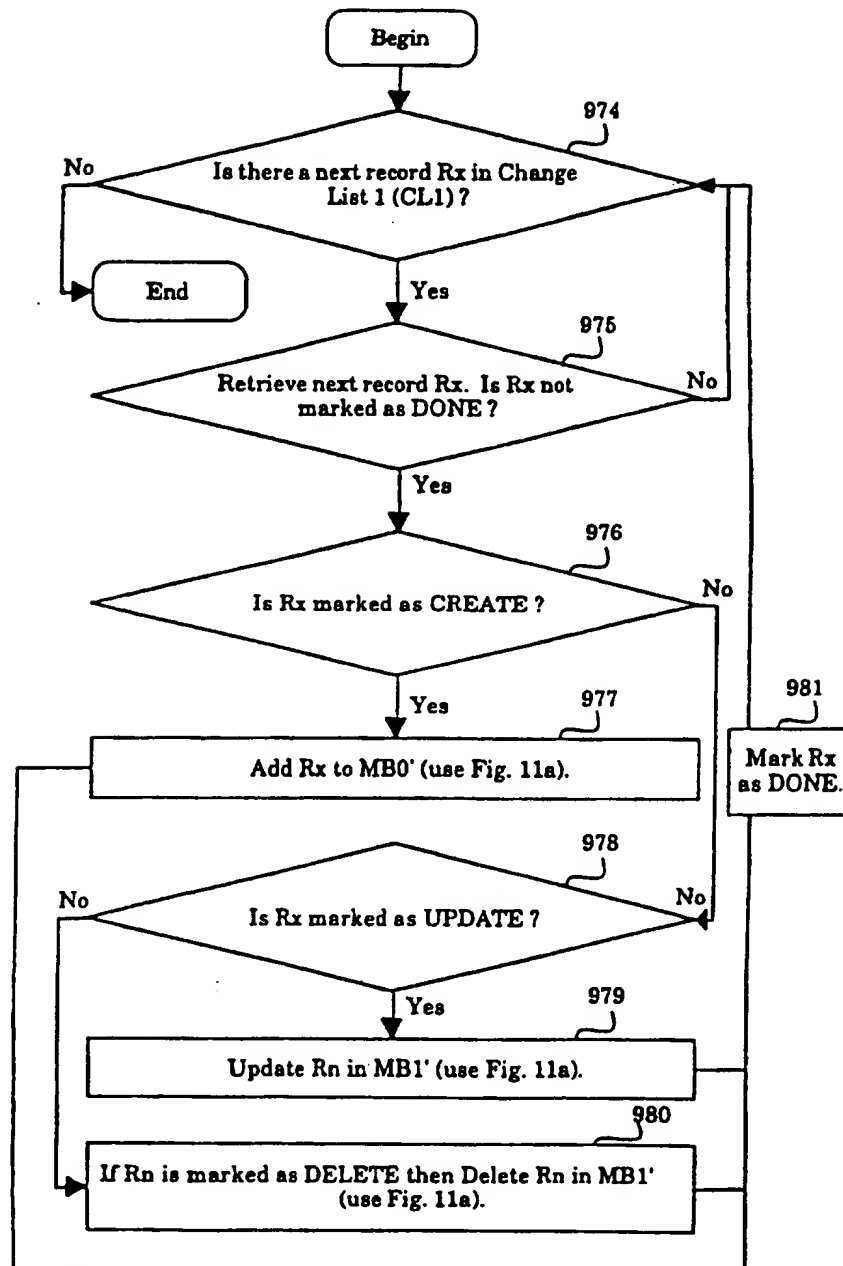 Begin
974
No
Is there a next record Rx in Change
List 1 (CL1) ?
End
Yes
975
Retrieve next record Rx. Is Rx not
marked as DONE ?
No
Yes
976
No
Is Rx marked as CREATE ?
Yes
977
981
Add Rx to MB0' (use Fig. 11a).
Mark Rx
as DONE.
978
No
No
Is Rx marked as UPDATE ?
Yes
979
Update Rn in MB1' (use Fig. 11a).
980
If Rn is marked as DELETE then Delete Rn in MB1'
(use Fig. 11a).